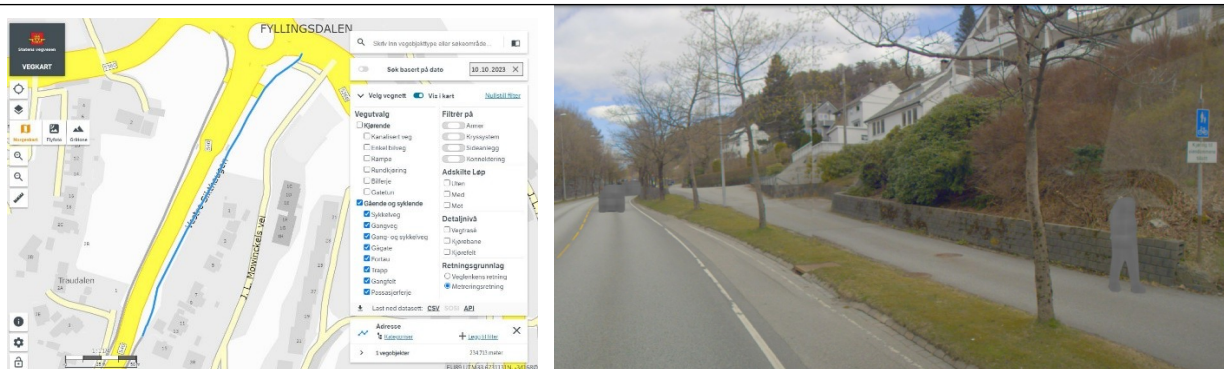 Statens vegvesen
VEGKART
FYLLINGSDALEN
Vestre Slitthaugen
J. L. Mowinckels vei
Traudalen
Skriv inn vegobjekttype eller søkeområde...
Søk basert på dato
10.10.2023
Velg vegnett
Vis i kart
Nullstill filter
Vegutvalg
Kjørende
Kanalisert veg
Enkel bilveg
Rampe
Rundkjøring
Bilferje
Gatetun
Gående og syklende
Sykkelveg
Gangveg
Gang- og sykkelveg
Gågate
Fortau
Trapp
Gangfelt
Passasjerferje
Filtrér på
Armer
Kryssystem
Sideanlegg
Konnektering
Adskilte Løp
Uten
Med
Mot
Detaljnivå
Vegtrasé
Kjørebane
Kjørefelt
Retningsgrunnlag
Veglenkens retning
Metreringsretning
Last ned datasett: CSV SOSI API
Adresse
Kategorier
Legg til filter
1 vegobjekter